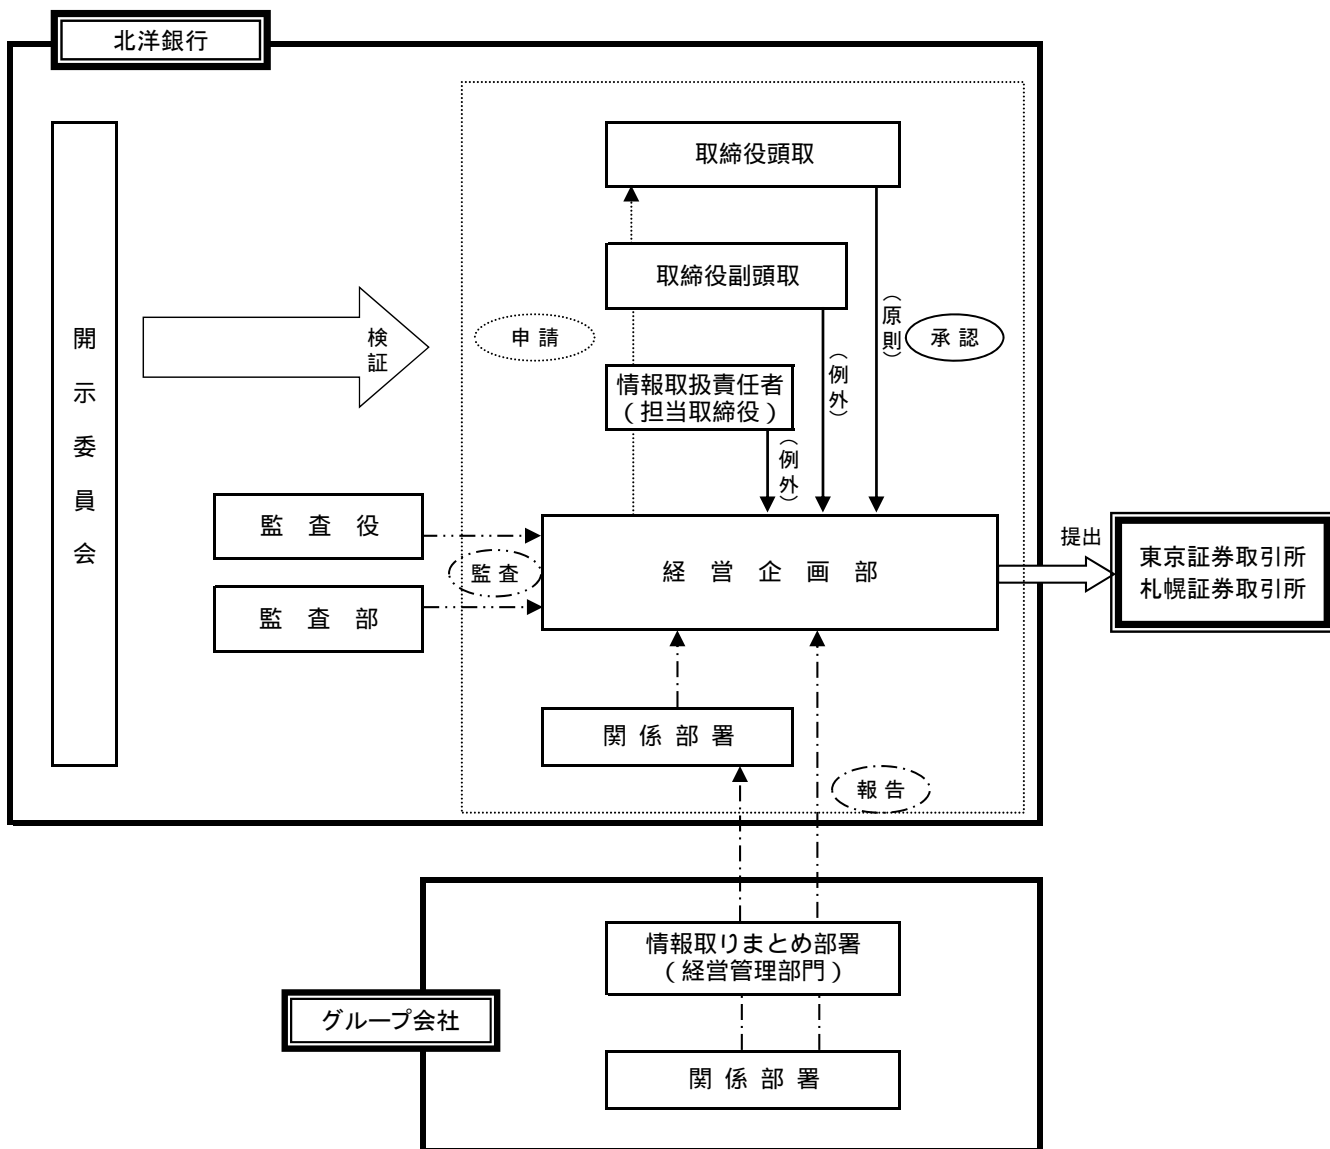 北洋銀行
開示委員会
検証
取締役頭取
取締役副頭取
情報取扱責任者
（担当取締役）
申請
（原則）
承認
（例外）
（例外）
監査役
監査部
監査
経営企画部
提出
東京証券取引所
札幌証券取引所
関係部署
報告
情報取りまとめ部署
（経営管理部門）
グループ会社
関係部署